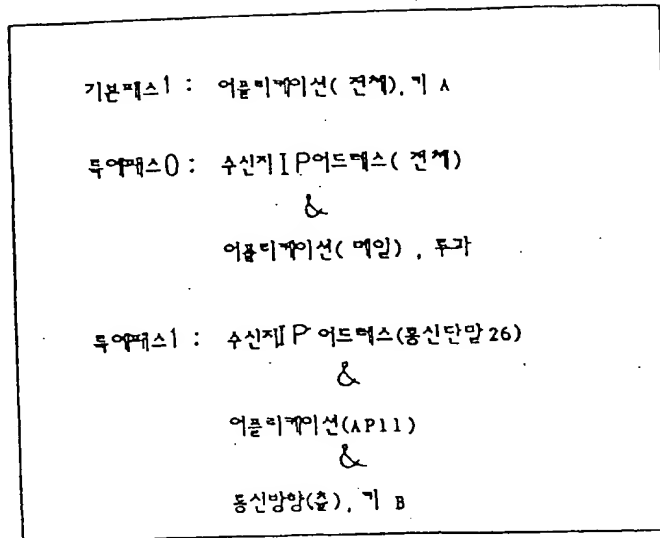 기본패스1 : 어플리케이션( 전체), 키 A
특이패스0 : 수신지IP어드레스( 전체)
&
어플리케이션( 메일) , 투과
특이패스1 : 수신지IP 어드레스(통신단말26)
&
어플리케이션(AP11)
&
통신방향(출), 키 B